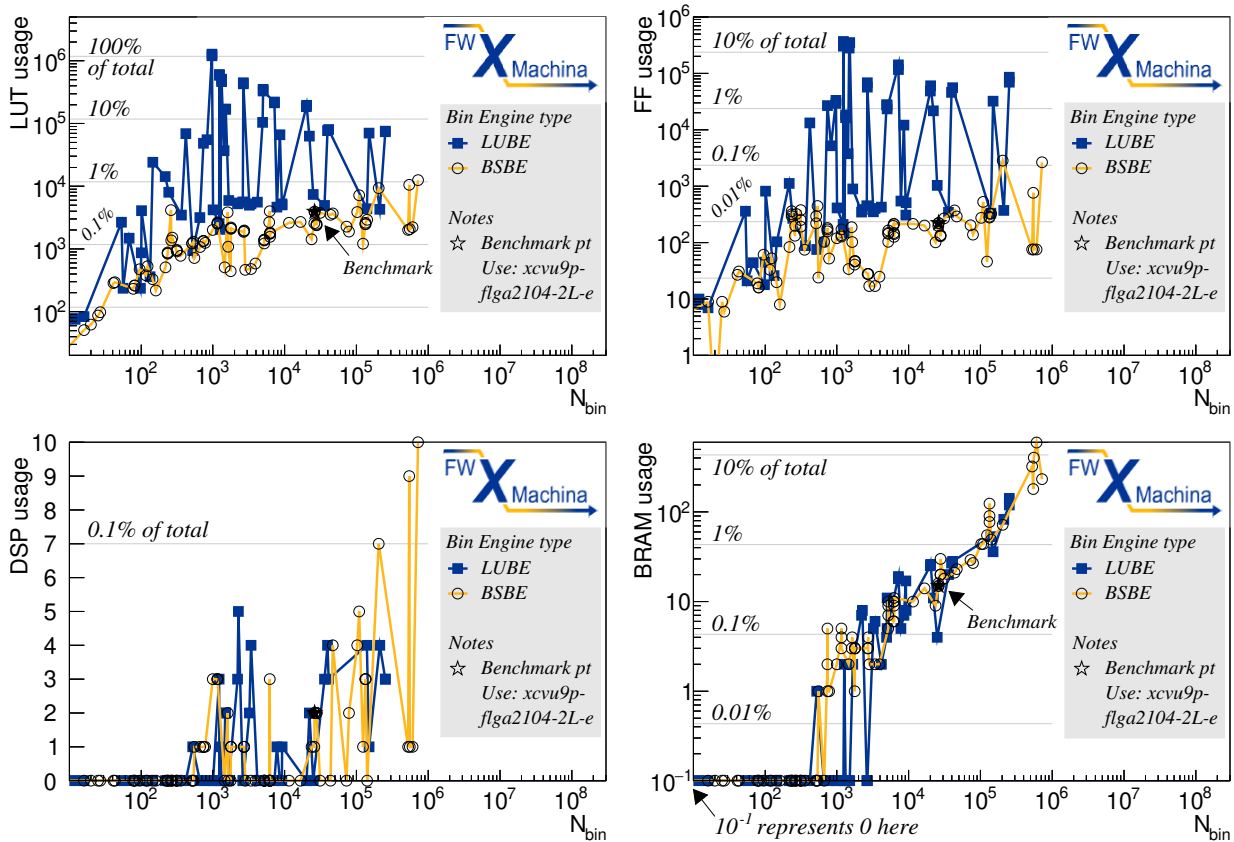 LUT usage
10^6
10^5
10^4
10^3
10^2
100%
of total
10%
1%
0.1%
FW
X
Machina
Bin Engine type
LUBE
BSBE
Notes
Benchmark pt
Use: xcvu9p-
flga2104-2L-e
Benchmark
10^2 10^3 10^4 10^5 10^6 10^7 10^8
N_bin
FF usage
10^6
10^5
10^4
10^3
10^2
10
1
10% of total
1%
0.1%
0.01%
FW
X
Machina
Bin Engine type
LUBE
BSBE
Notes
Benchmark pt
Use: xcvu9p-
flga2104-2L-e
10^2 10^3 10^4 10^5 10^6 10^7 10^8
N_bin
DSP usage
10
9
8
7
6
5
4
3
2
1
0
0.1% of total
FW
X
Machina
Bin Engine type
LUBE
BSBE
Notes
Benchmark pt
Use: xcvu9p-
flga2104-2L-e
10^2 10^3 10^4 10^5 10^6 10^7 10^8
N_bin
BRAM usage
10^2
10
1
10^-1
10% of total
1%
0.1%
0.01%
FW
X
Machina
Bin Engine type
LUBE
BSBE
Notes
Benchmark pt
Use: xcvu9p-
flga2104-2L-e
Benchmark
10^2 10^3 10^4 10^5 10^6 10^7 10^8
N_bin
10^-1 represents 0 here